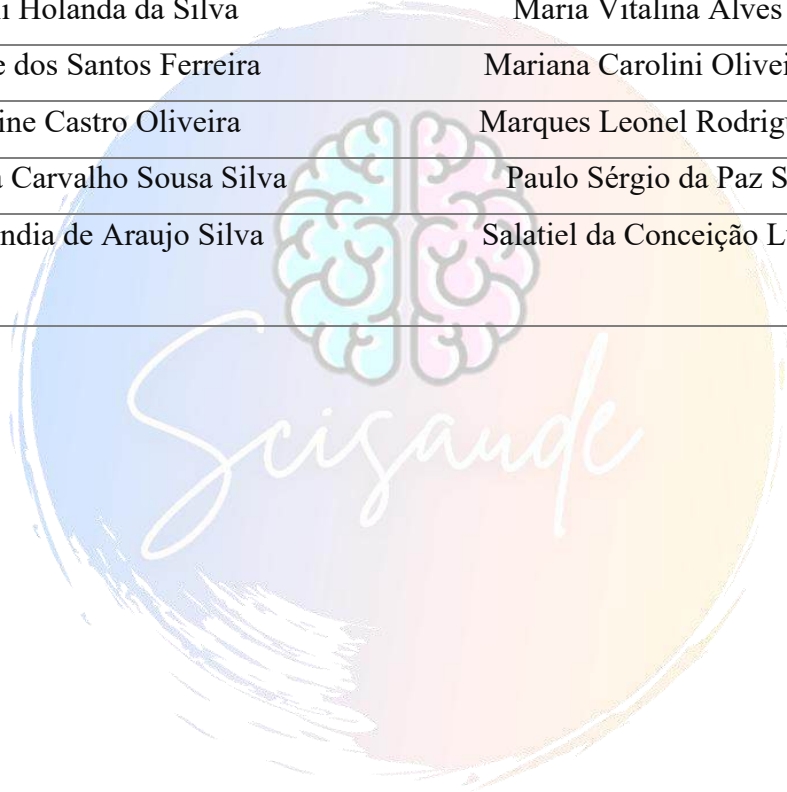 Holanda da Silva Maria Vitalina Alves
dos Santos Ferreira Mariana Carolini
Castro Oliveira Marques Leonel
Carvalho Sousa Silva Paulo Sérgio da Paz
de Araujo Silva Salatiel da Conceição
Scisaude